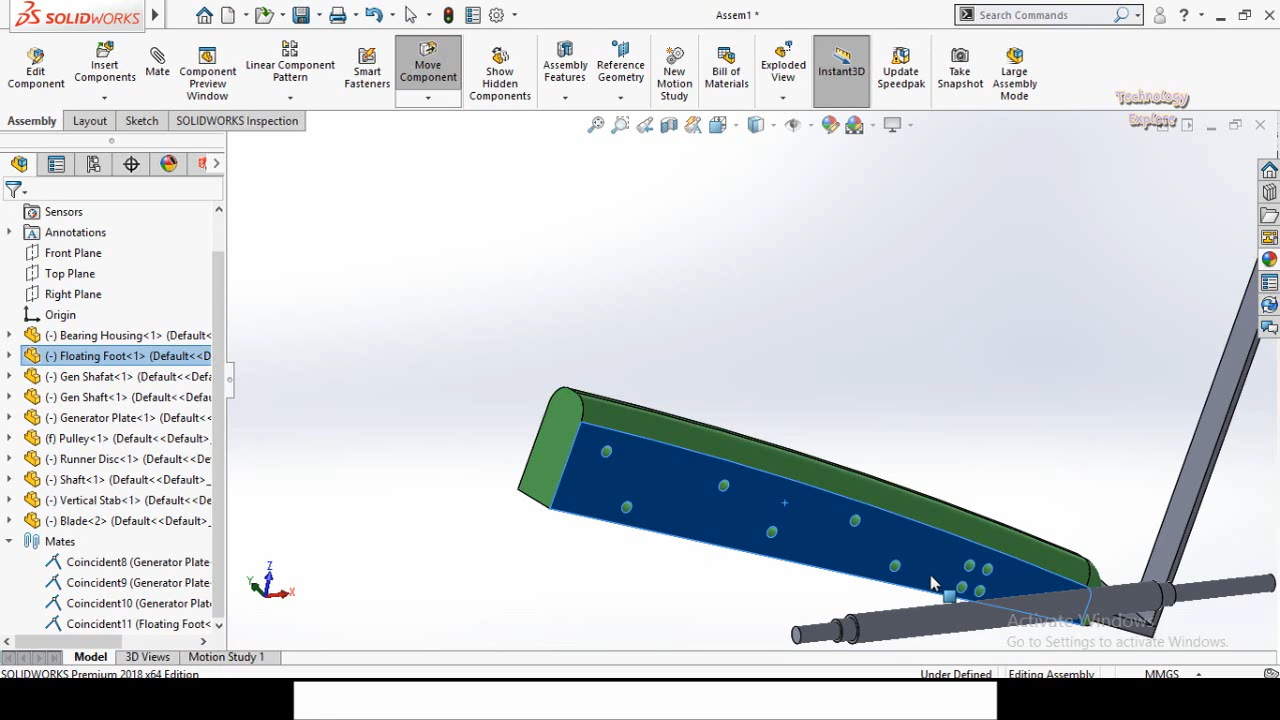 SOLIDWORKS
Assem1 *
Search Commands
?
Edit Component
Insert Components
Mate
Component Preview Window
Linear Component Pattern
Smart Fasteners
Move Component
Show Hidden Components
Assembly Features
Reference Geometry
New Motion Study
Bill of Materials
Exploded View
Instant3D
Update Speedpak
Take Snapshot
Large Assembly Mode
Technology
Explore
Assembly Layout Sketch SOLIDWORKS Inspection
Sensors
Annotations
Front Plane
Top Plane
Right Plane
Origin
(-) Bearing Housing<1> (Default<
(-) Floating Foot<1> (Default<<D
(-) Gen Shafat<1> (Default<<Defa
(-) Gen Shaft<1> (Default<<Defau
(-) Generator Plate<1> (Default<
(f) Pulley<1> (Default<<Default>_
(-) Runner Disc<1> (Default<<De
(-) Shaft<1> (Default<<Default>_
(-) Vertical Stab<1> (Default<<D
(-) Blade<2> (Default<<Default>_
Mates
Coincident8 (Generator Plate
Coincident9 (Generator Plate
Coincident10 (Generator Plat
Coincident11 (Floating Foot<
Z
Y
X
Activate Windows
Go to Settings to activate Windows.
Model 3D Views Motion Study 1
SOLIDWORKS Premium 2018 x64 Edition
Under Defined Editing Assembly MMGS